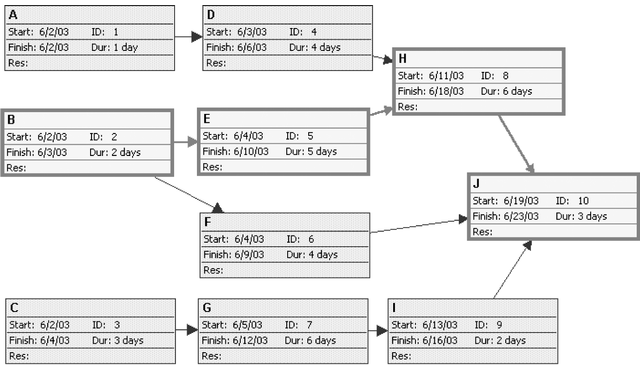 A
Start: 6/2/03 ID: 1
Finish: 6/2/03 Dur: 1 day
Res:
D
Start: 6/3/03 ID: 4
Finish: 6/6/03 Dur: 4 days
Res:
H
Start: 6/11/03 ID: 8
Finish: 6/18/03 Dur: 6 days
Res:
B
Start: 6/2/03 ID: 2
Finish: 6/3/03 Dur: 2 days
Res:
E
Start: 6/4/03 ID: 5
Finish: 6/10/03 Dur: 5 days
Res:
J
Start: 6/19/03 ID: 10
Finish: 6/23/03 Dur: 3 days
Res:
F
Start: 6/4/03 ID: 6
Finish: 6/9/03 Dur: 4 days
Res:
C
Start: 6/2/03 ID: 3
Finish: 6/4/03 Dur: 3 days
Res:
G
Start: 6/5/03 ID: 7
Finish: 6/12/03 Dur: 6 days
Res:
I
Start: 6/13/03 ID: 9
Finish: 6/16/03 Dur: 2 days
Res: